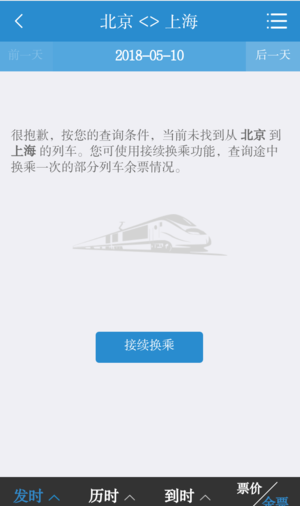 北京 <> 上海
前一天 2018-05-10 后一天
很抱歉，按您的查询条件，当前未找到从 北京 到
上海 的列车。您可使用接续换乘功能，查询途中
换乘一次的部分列车余票情况。
接续换乘
发时 历时 到时 票价/余票